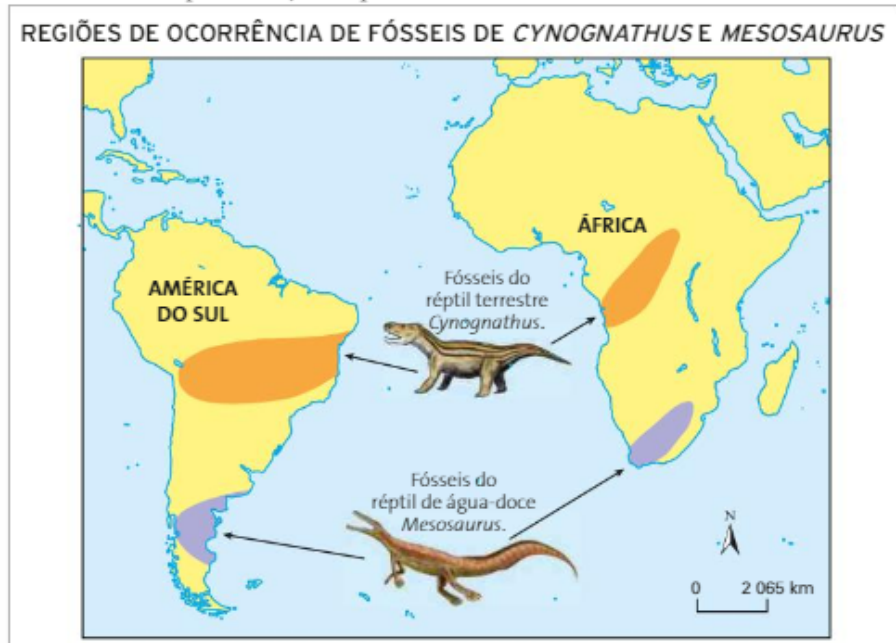 REGIÕES DE OCORRÊNCIA DE FÓSSEIS DE CYNOGNATHUS E MESOSAURUS
AMÉRICA
DO SUL
ÁFRICA
Fósseis do
réptil terrestre
Cynognathus.
Fósseis do
réptil de água-doce
Mesosaurus.
N
0 2 065 km